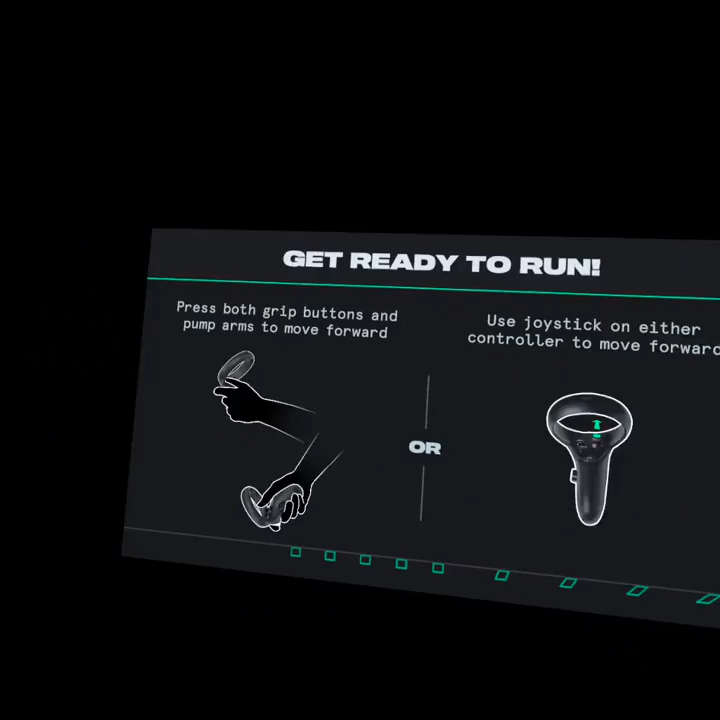 GET READY TO RUN!
Press both grip buttons and
pump arms to move forward
Use joystick on either
controller to move forward
OR